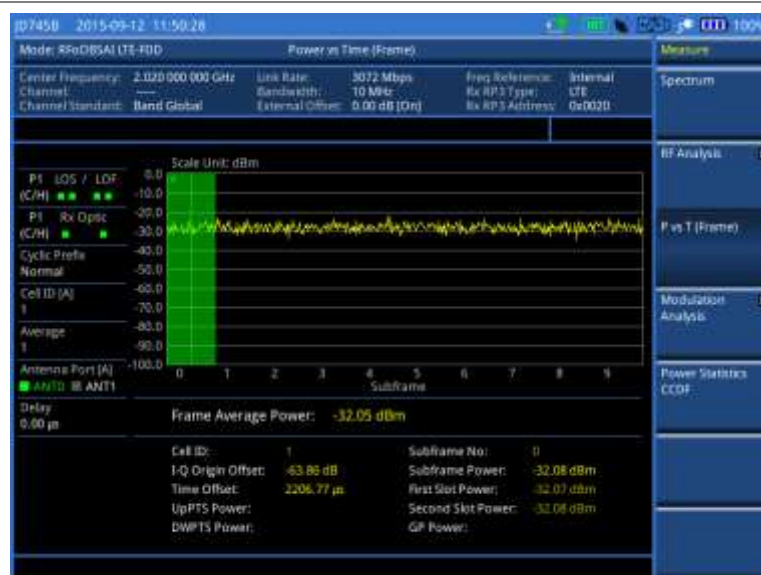 JD745B 2015-09-12 11:50:28 100%
Mode: RFoOBSAI LTE-FDD Power vs Time (Frame)
Center Frequency: 2.020 000 000 GHz Link Rate: 3072 Mbps Freq Reference: Internal
Channel: ---- Bandwidth: 10 MHz Rx RP3 Type: LTE
Channel Standard: Band Global External Offset: 0.00 dB [On] Rx RP3 Address: 0x0020
Scale Unit: dBm
P1 LOS / LOF
(C/H)
P1 Rx Optic
(C/H)
Cyclic Prefix
Normal
Cell ID [A]
1
Average
1
Antenna Port [A]
ANT0 ANT1
Delay
0.00 µs
0.0
-10.0
-20.0
-30.0
-40.0
-50.0
-60.0
-70.0
-80.0
-90.0
-100.0
0 1 2 3 4 5 6 7 8 9
Subframe
Frame Average Power: -32.05 dBm
Cell ID: 1 Subframe No: 0
I-Q Origin Offset: -63.86 dB Subframe Power: -32.08 dBm
Time Offset: 2206.77 µs First Slot Power: -32.07 dBm
UpPTS Power: Second Slot Power: -32.08 dBm
DWPTS Power: GP Power:
Measure
Spectrum
RF Analysis
P vs T (Frame)
Modulation
Analysis
Power Statistics
CCDF